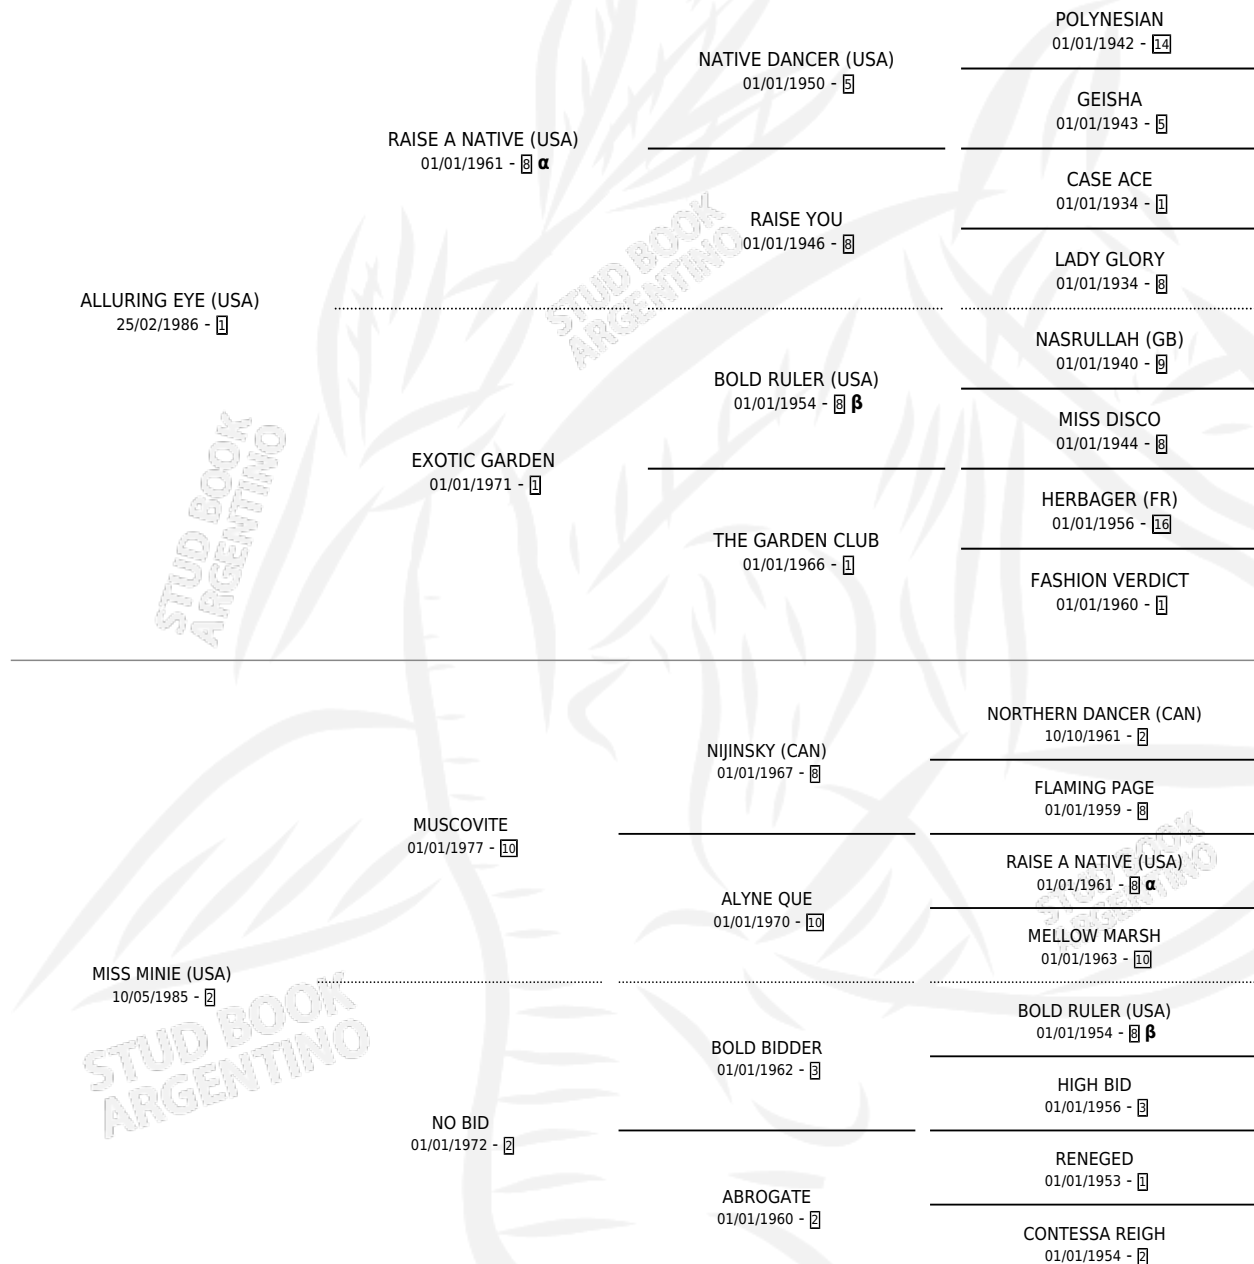 POLYNESIAN
01/01/1942 - 14
NATIVE DANCER (USA)
01/01/1950 - 5
GEISHA
01/01/1943 - 5
RAISE A NATIVE (USA)
01/01/1961 - 8 α
CASE ACE
01/01/1934 - 1
RAISE YOU
01/01/1946 - 8
LADY GLORY
01/01/1934 - 8
ALLURING EYE (USA)
25/02/1986 - 1
NASRULLAH (GB)
01/01/1940 - 9
BOLD RULER (USA)
01/01/1954 - 8 β
MISS DISCO
01/01/1944 - 8
EXOTIC GARDEN
01/01/1971 - 1
HERBAGER (FR)
01/01/1956 - 16
THE GARDEN CLUB
01/01/1966 - 1
FASHION VERDICT
01/01/1960 - 1
NORTHERN DANCER (CAN)
10/10/1961 - 2
NIJINSKY (CAN)
01/01/1967 - 8
FLAMING PAGE
01/01/1959 - 8
MUSCOVITE
01/01/1977 - 10
RAISE A NATIVE (USA)
01/01/1961 - 8 α
ALYNE QUE
01/01/1970 - 10
MELLOW MARSH
01/01/1963 - 10
MISS MINIE (USA)
10/05/1985 - 2
BOLD RULER (USA)
01/01/1954 - 8 β
BOLD BIDDER
01/01/1962 - 3
HIGH BID
01/01/1956 - 3
NO BID
01/01/1972 - 2
RENEGED
01/01/1953 - 1
ABROGATE
01/01/1960 - 2
CONTESSA REIGH
01/01/1954 - 2
STUD BOOK
ARGENTINO
STUD BOOK
ARGENTINO
STUD BOOK
ARGENTINO
STUD BOOK
ARGENTINO